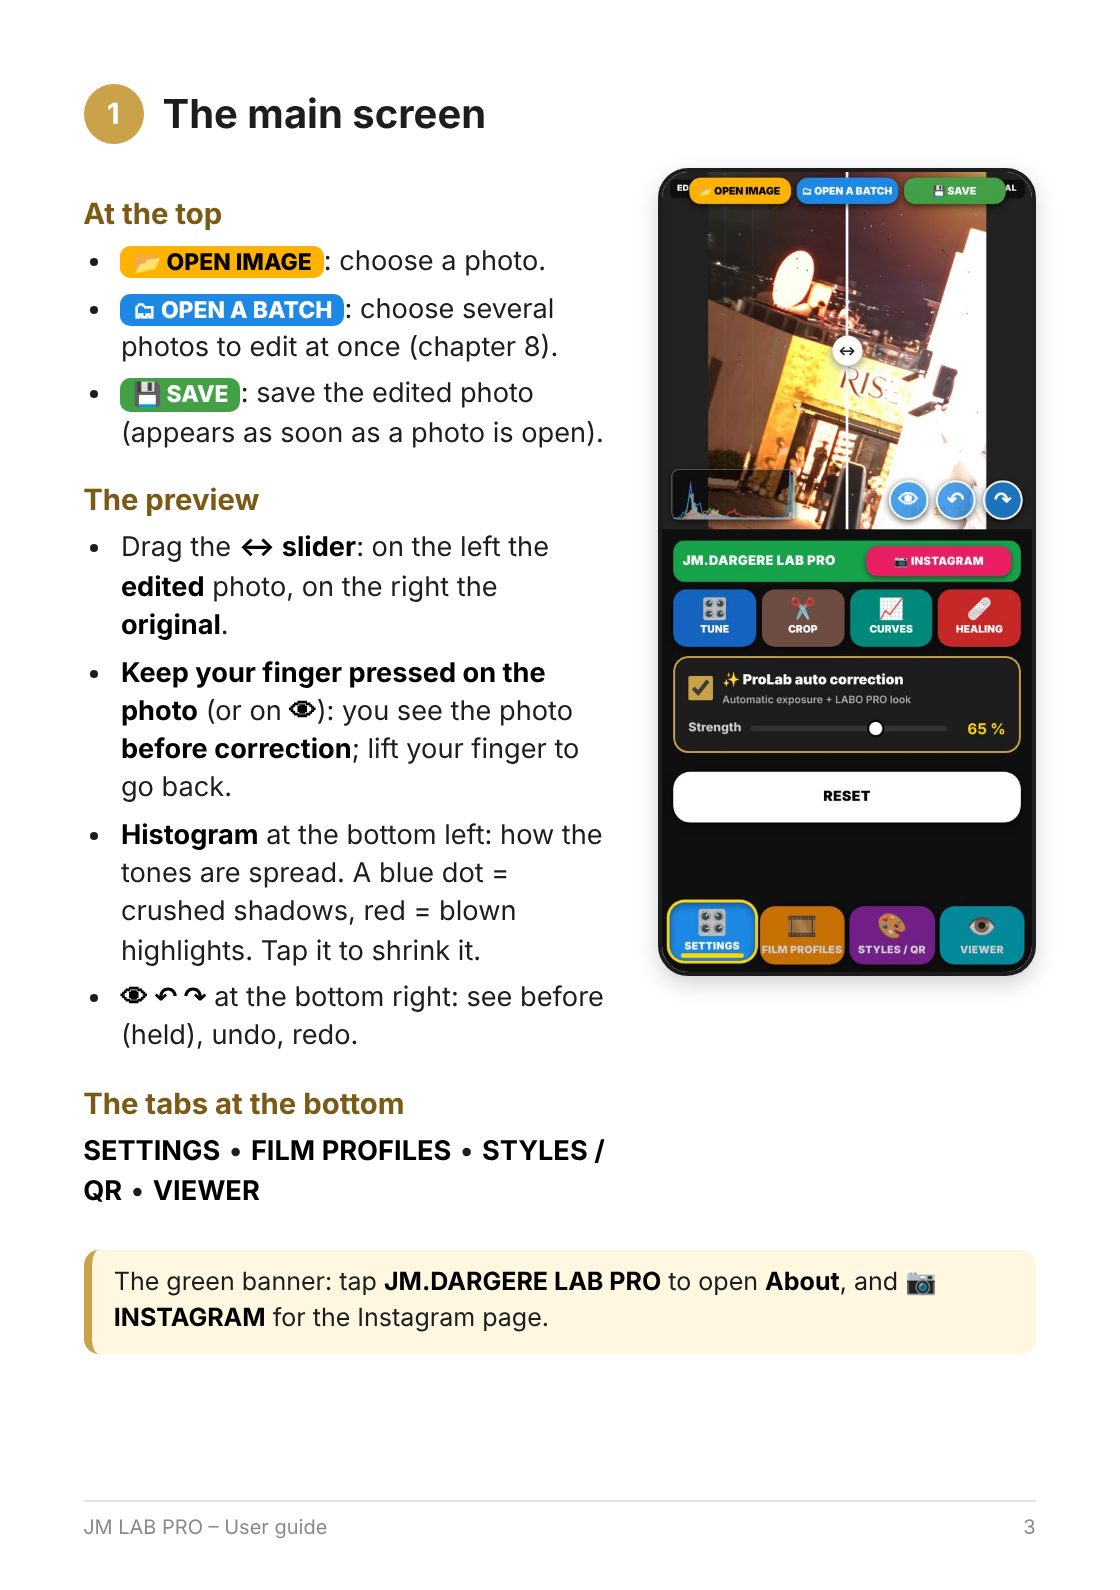 1 The main screen
At the top
• 📂 OPEN IMAGE : choose a photo.
• 🗂 OPEN A BATCH : choose several
photos to edit at once (chapter 8).
• 💾 SAVE : save the edited photo
(appears as soon as a photo is open).
The preview
• Drag the ↔ slider: on the left the
edited photo, on the right the
original.
• Keep your finger pressed on the
photo (or on 👁): you see the photo
before correction; lift your finger to
go back.
• Histogram at the bottom left: how the
tones are spread. A blue dot =
crushed shadows, red = blown
highlights. Tap it to shrink it.
• 👁 ↶ ↷ at the bottom right: see before
(held), undo, redo.
The tabs at the bottom
SETTINGS • FILM PROFILES • STYLES /
QR • VIEWER
ED 📂 OPEN IMAGE 🗂 OPEN A BATCH 💾 SAVE AL
RISE
JM.DARGERE LAB PRO 📷 INSTAGRAM
TUNE CROP CURVES HEALING
✨ ProLab auto correction
Automatic exposure + LABO PRO look
Strength 65 %
RESET
SETTINGS FILM PROFILES STYLES / QR VIEWER
The green banner: tap JM.DARGERE LAB PRO to open About, and 📷
INSTAGRAM for the Instagram page.
JM LAB PRO – User guide 3